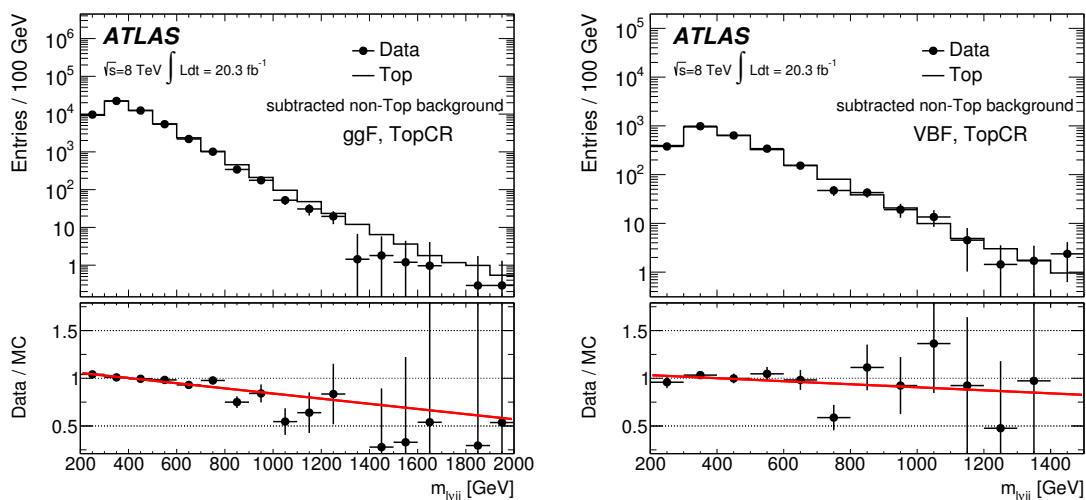 ATLAS
√s=8 TeV ∫ Ldt = 20.3 fb⁻¹
Data
Top
subtracted non-Top background
ggF, TopCR
Entries / 100 GeV
10⁶
10⁵
10⁴
10³
10²
10
1
Data / MC
1.5
1
0.5
200 400 600 800 1000 1200 1400 1600 1800 2000
m_lνjj [GeV]
ATLAS
√s=8 TeV ∫ Ldt = 20.3 fb⁻¹
Data
Top
subtracted non-Top background
VBF, TopCR
Entries / 100 GeV
10⁵
10⁴
10³
10²
10
1
Data / MC
1.5
1
0.5
200 400 600 800 1000 1200 1400
m_lνjj [GeV]